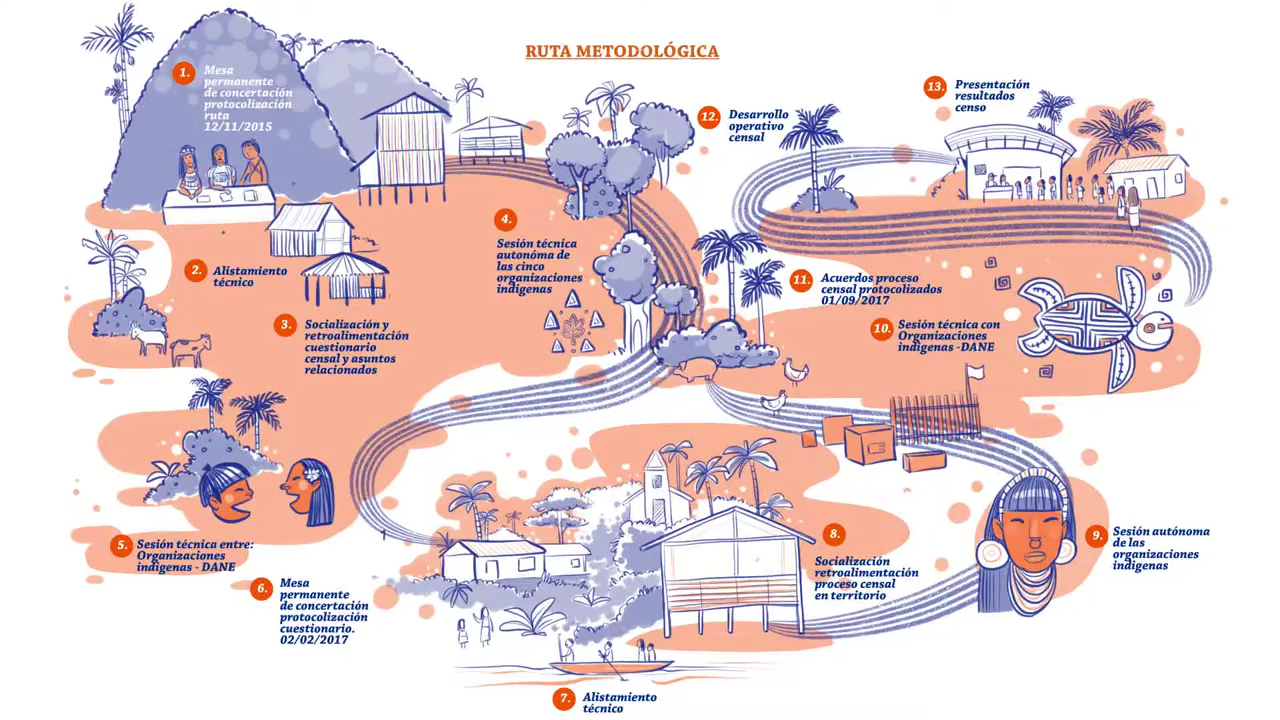 RUTA METODOLÓGICA
1.
Mesa
permanente
de concertación
protocolización
ruta
12/11/2015
2.
Alistamiento
técnico
3.
Socialización y
retroalimentación
cuestionario
censal y asuntos
relacionados
4.
Sesión técnica
autonóma de
las cinco
organizaciones
indígenas
5.
Sesión técnica entre:
Organizaciones
indígenas - DANE
6.
Mesa
permanente
de concertación
protocolización
cuestionario.
02/02/2017
7.
Alistamiento
técnico
8.
Socialización
retroalimentación
proceso censal
en territorio
9.
Sesión autónoma
de las
organizaciones
indígenas
10.
Sesión técnica con
Organizaciones
indígenas -DANE
11.
Acuerdos proceso
censal protocolizados
01/09/2017
12.
Desarrollo
operativo
censal
13.
Presentación
resultados
censo